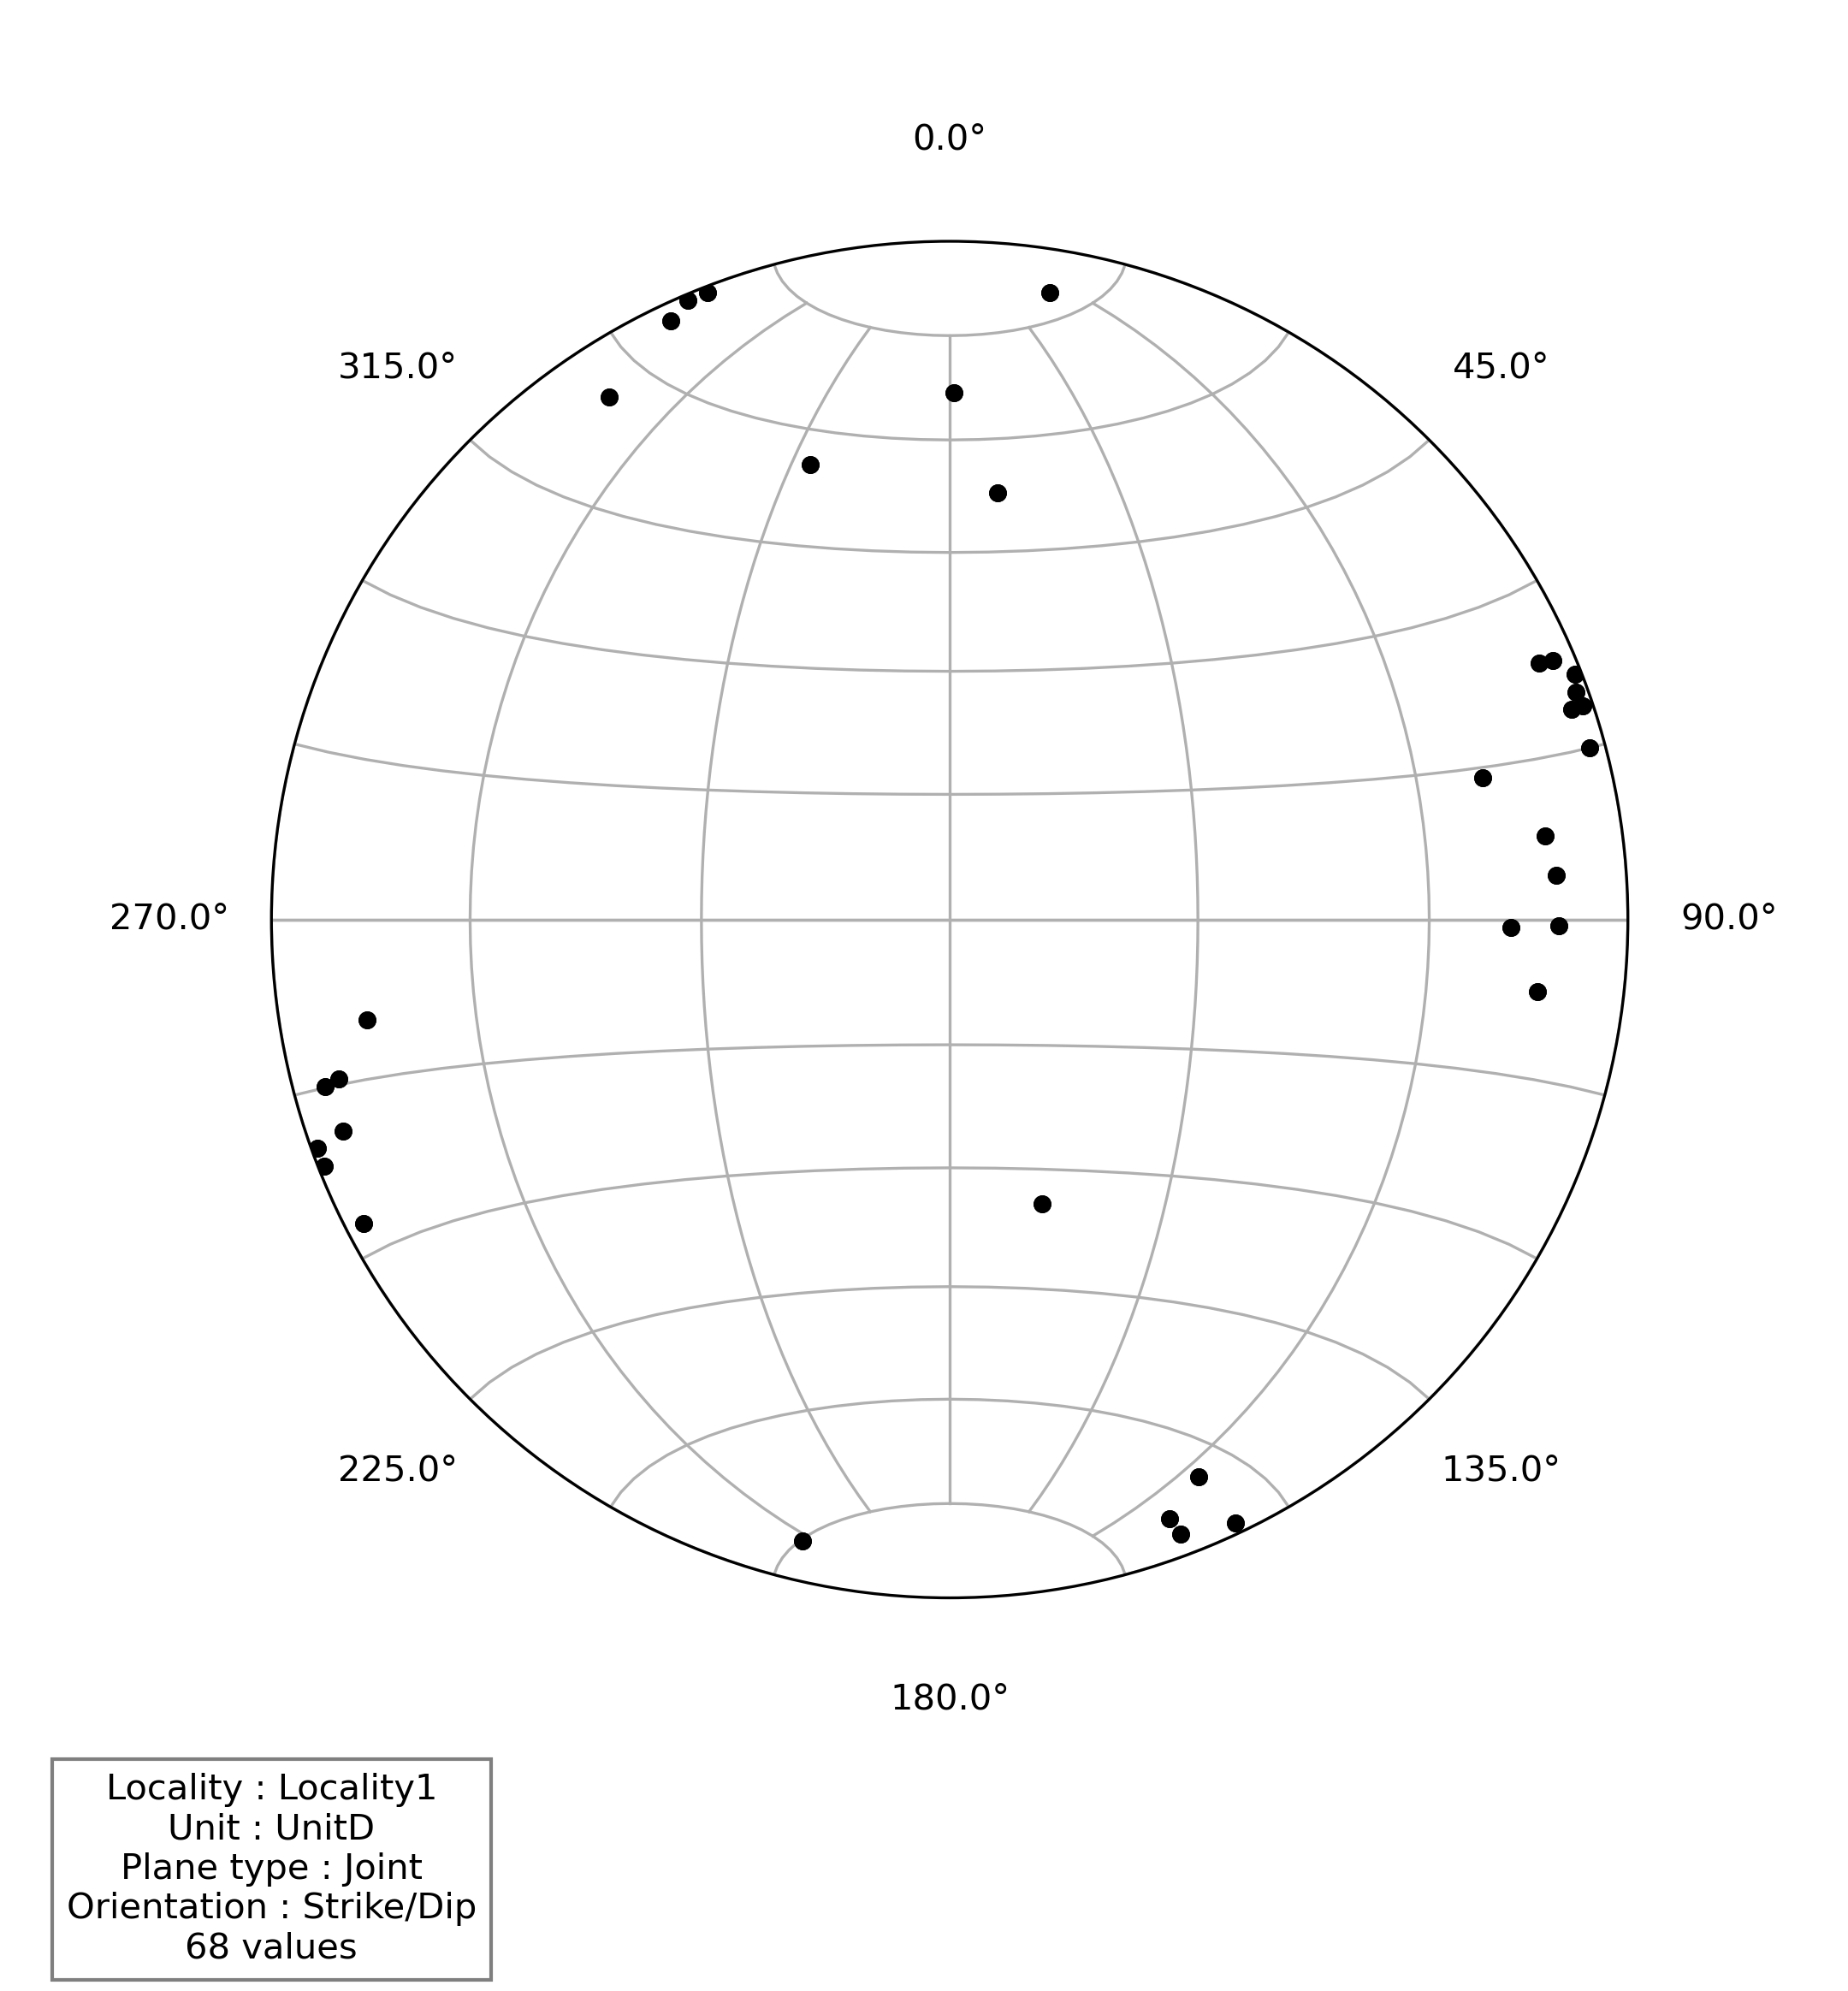 0.0°
315.0°
45.0°
270.0°
90.0°
225.0°
135.0°
180.0°
Locality : Locality1
Unit : UnitD
Plane type : Joint
Orientation : Strike/Dip
68 values